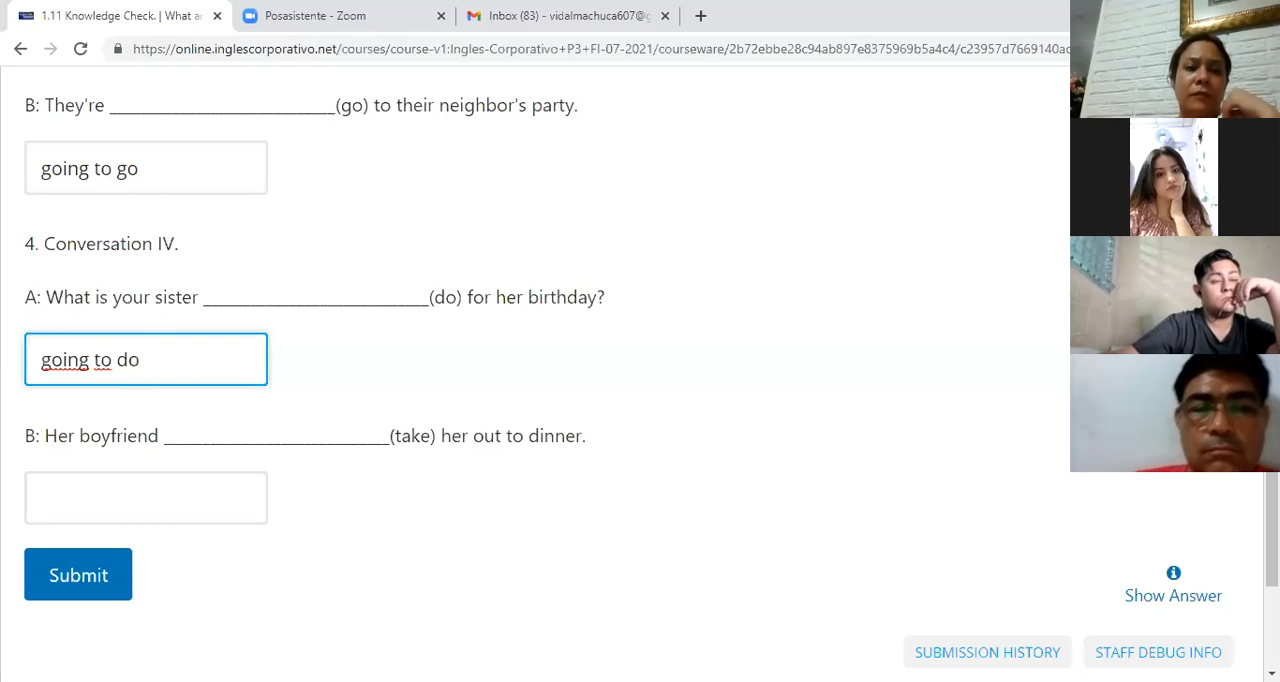 1.11 Knowledge Check. | What ar
Posasistente - Zoom
Inbox (83) - vidalmachuca607@g
https://online.inglescorporativo.net/courses/course-v1:Ingles-Corporativo+P3+FI-07-2021/courseware/2b72ebbe28c94ab897e8375969b5a4c4/c23957d7669140ac
B: They're _________________________(go) to their neighbor's party.
going to go
4. Conversation IV.
A: What is your sister _________________________(do) for her birthday?
going to do
B: Her boyfriend _________________________(take) her out to dinner.
Submit
Show Answer
SUBMISSION HISTORY
STAFF DEBUG INFO